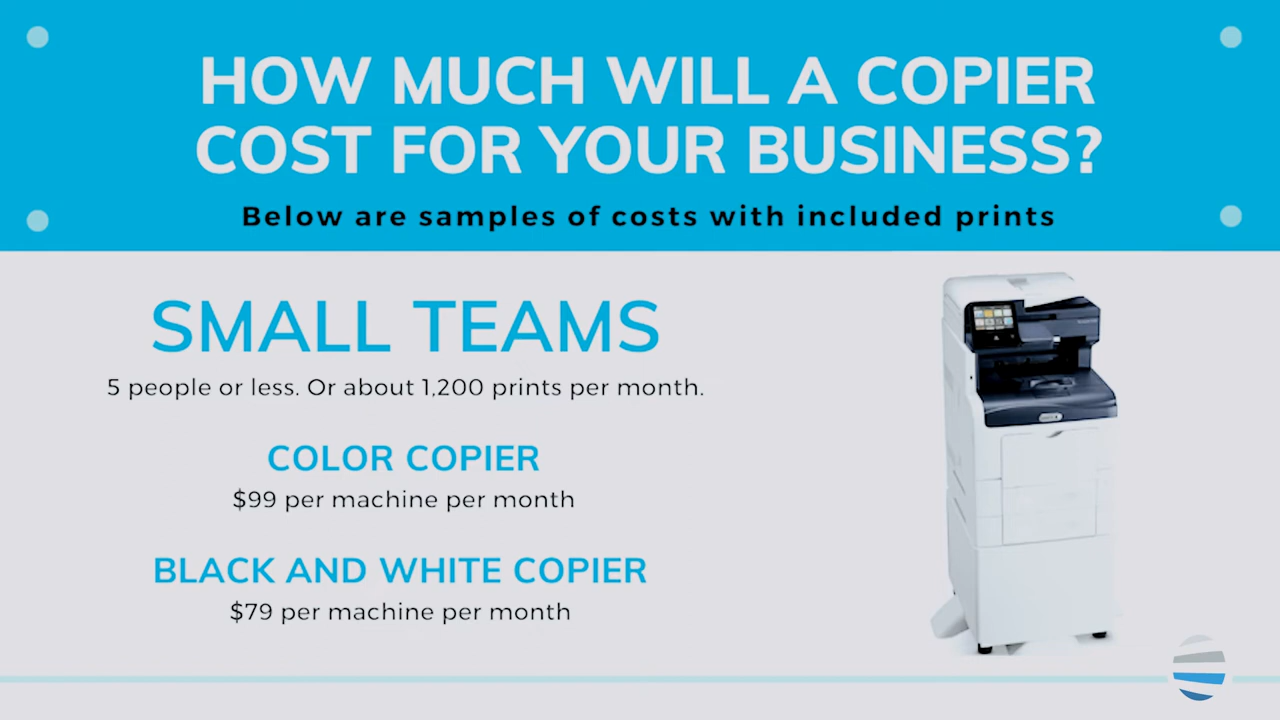 HOW MUCH WILL A COPIER
COST FOR YOUR BUSINESS?
Below are samples of costs with included prints
SMALL TEAMS
5 people or less. Or about 1,200 prints per month.
COLOR COPIER
$99 per machine per month
BLACK AND WHITE COPIER
$79 per machine per month